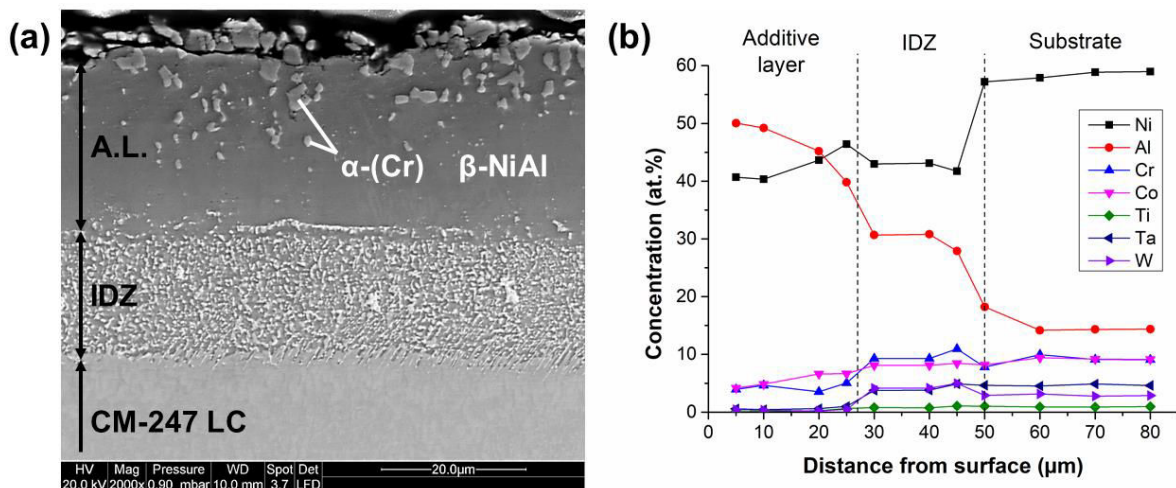 (a)
A.L.
α-(Cr) β-NiAl
IDZ
CM-247 LC
HV Mag Pressure WD Spot Det
20.0 kV 2000x 0.90 mbar 10.0 mm 3.7 LFD
20.0µm
(b)
Additive layer
IDZ
Substrate
Concentration (at.%)
60
50
40
30
20
10
0
Ni
Al
Cr
Co
Ti
Ta
W
0 10 20 30 40 50 60 70 80
Distance from surface (µm)